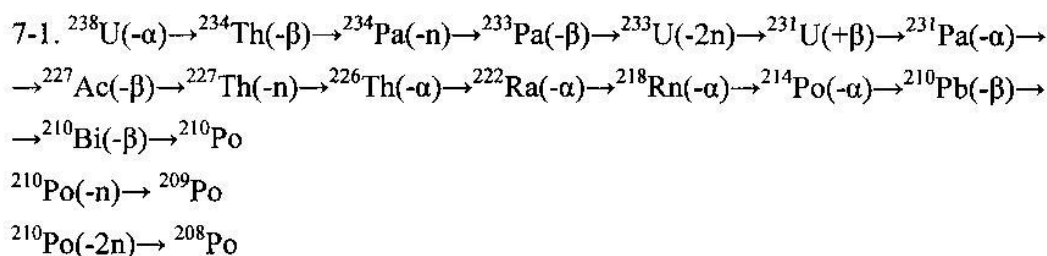 7-1. ²³⁸U(-α)→²³⁴Th(-β)→²³⁴Pa(-n)→²³³Pa(-β)→²³³U(-2n)→²³¹U(+β)→²³¹Pa(-α)→
→²²⁷Ac(-β)→²²⁷Th(-n)→²²⁶Th(-α)→²²²Ra(-α)→²¹⁸Rn(-α)→²¹⁴Po(-α)→²¹⁰Pb(-β)→
→²¹⁰Bi(-β)→²¹⁰Po
²¹⁰Po(-n)→ ²⁰⁹Po
²¹⁰Po(-2n)→ ²⁰⁸Po